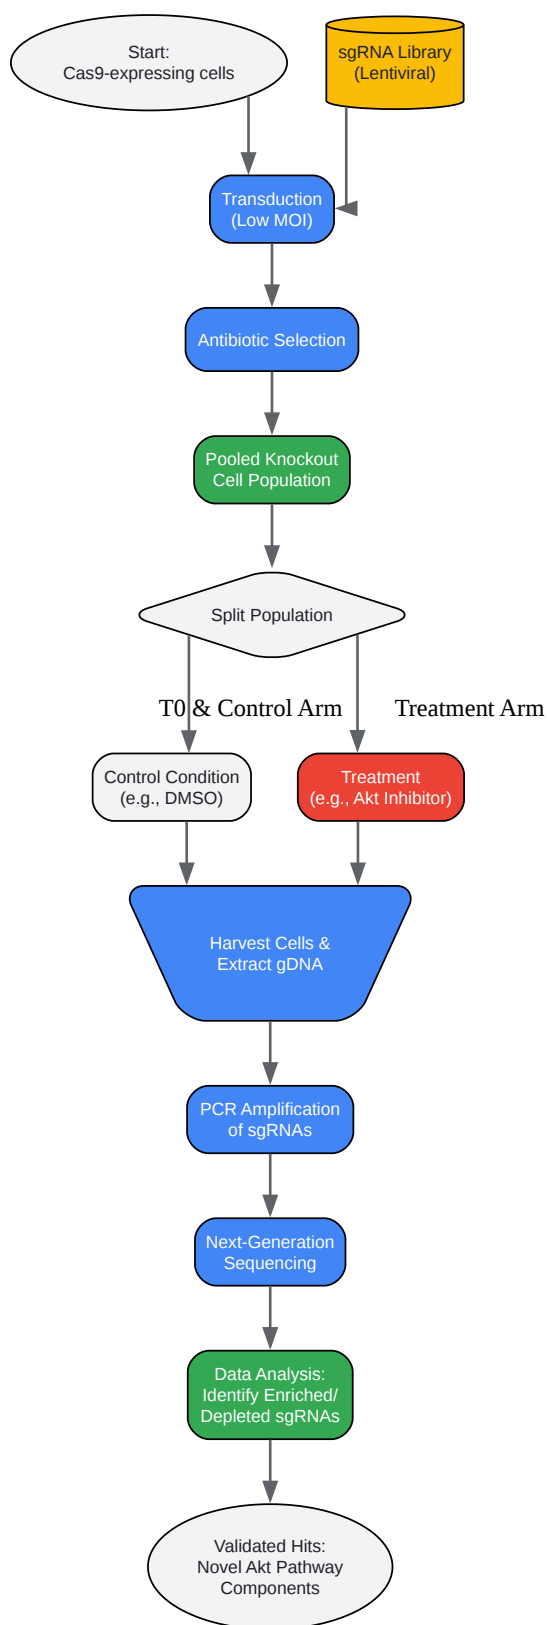 Start:
Cas9-expressing cells
sgRNA Library
(Lentiviral)
Transduction
(Low MOI)
Antibiotic Selection
Pooled Knockout
Cell Population
Split Population
T0 & Control Arm
Treatment Arm
Control Condition
(e.g., DMSO)
Treatment
(e.g., Akt Inhibitor)
Harvest Cells &
Extract gDNA
PCR Amplification
of sgRNAs
Next-Generation
Sequencing
Data Analysis:
Identify Enriched/
Depleted sgRNAs
Validated Hits:
Novel Akt Pathway
Components